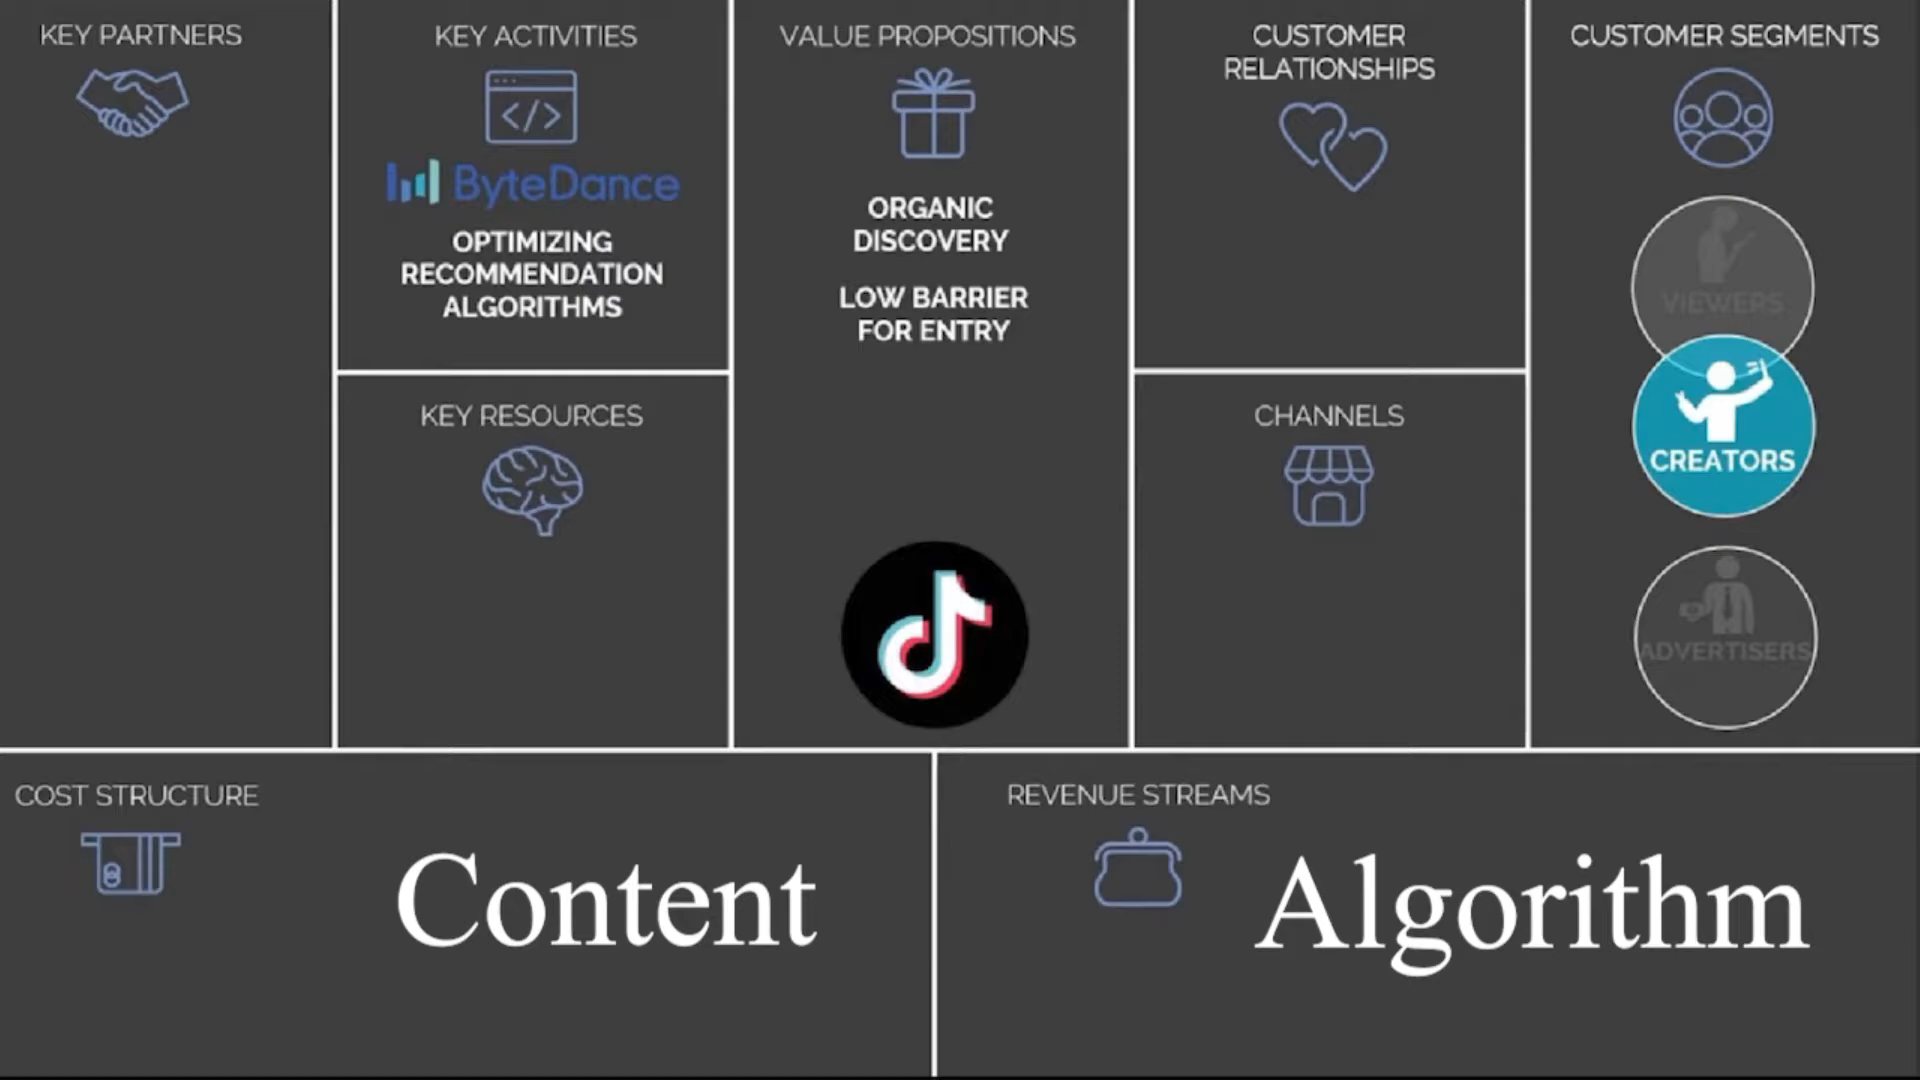 KEY PARTNERS
KEY ACTIVITIES
</>
ByteDance
OPTIMIZING
RECOMMENDATION
ALGORITHMS
KEY RESOURCES
VALUE PROPOSITIONS
ORGANIC
DISCOVERY
LOW BARRIER
FOR ENTRY
CUSTOMER
RELATIONSHIPS
CHANNELS
CUSTOMER SEGMENTS
VIEWERS
CREATORS
ADVERTISERS
COST STRUCTURE
Content
REVENUE STREAMS
Algorithm